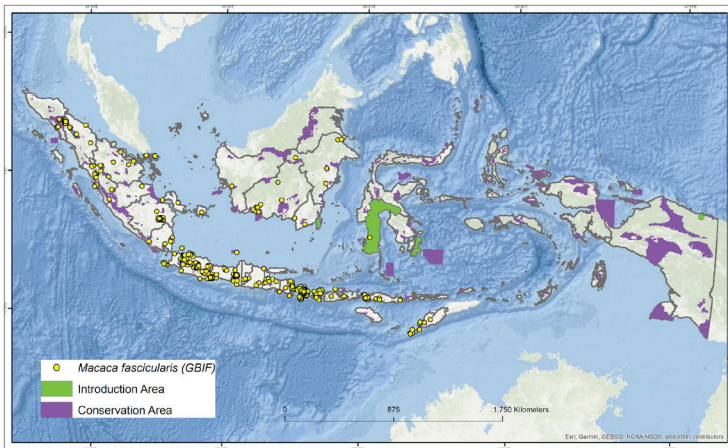 Macaca fascicularis (GBIF)
Introduction Area
Conservation Area
0 875 1.750 Kilometers
Esri, Garmin, GEBCO, NOAA NGDC, and other contributors